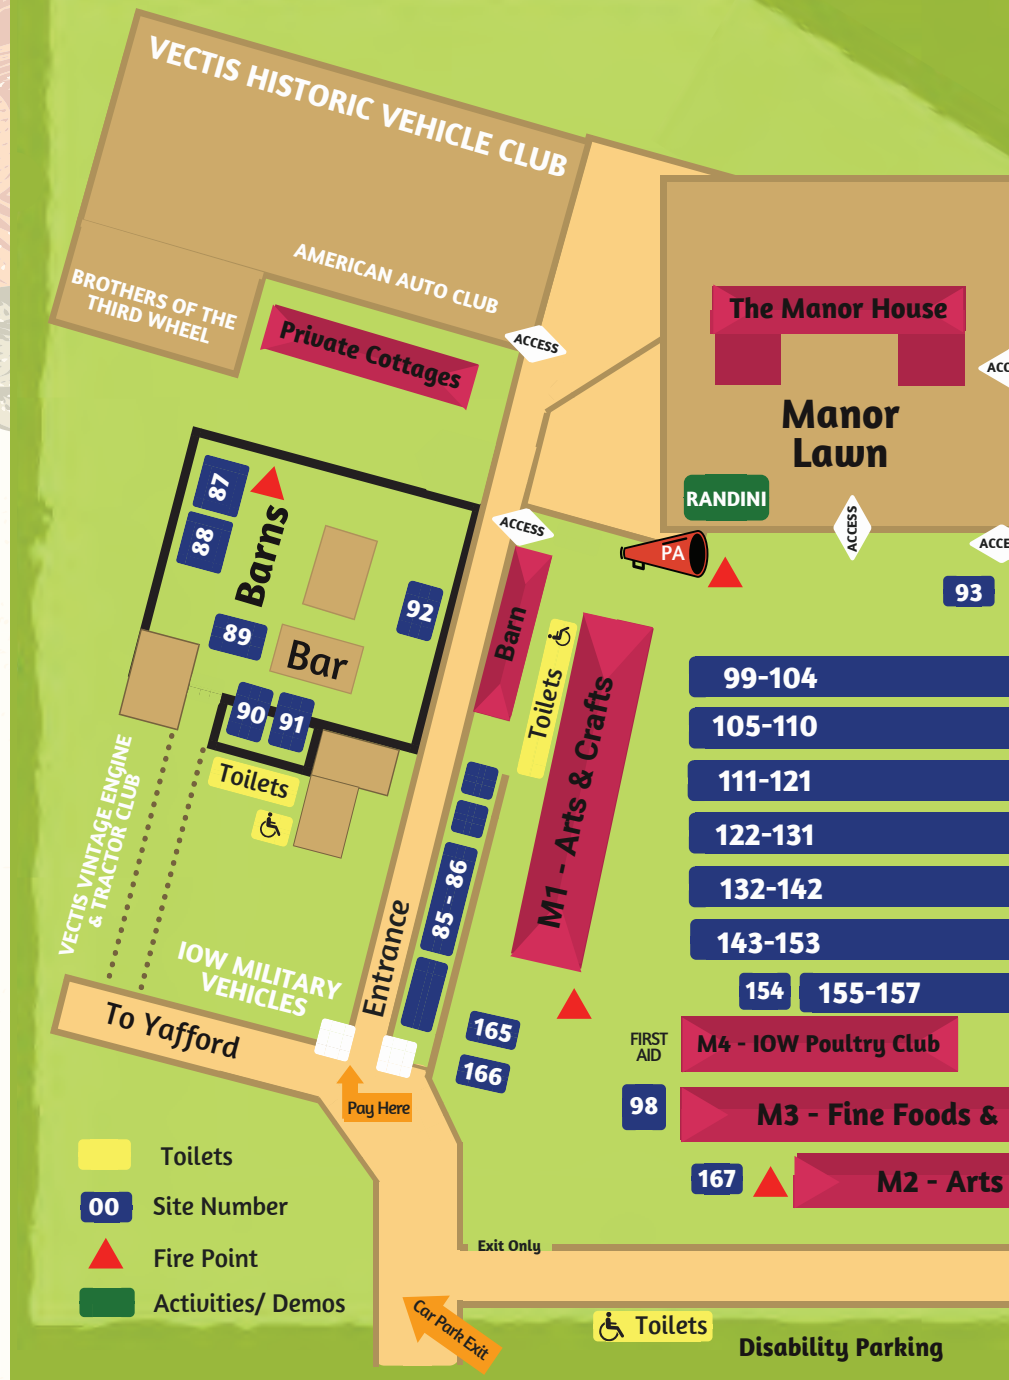 VECTIS HISTORIC VEHICLE CLUB
AMERICAN AUTO CLUB
BROTHERS OF THE
THIRD WHEEL
Private Cottages
ACCESS
The Manor House
ACC
Manor
Lawn
RANDINI
ACCESS
ACCE
PA
93
ACCESS
87
88
Barns
89
Bar
92
90
91
Toilets
Barn
Toilets
M1 - Arts & Crafts
99-104
105-110
111-121
122-131
132-142
143-153
154
155-157
VECTIS VINTAGE ENGINE
& TRACTOR CLUB
IOW MILITARY
VEHICLES
Entrance
85 - 86
To Yafford
165
166
Pay Here
FIRST
AID
M4 - IOW Poultry Club
98
M3 - Fine Foods &
167
M2 - Arts
Toilets
00
Site Number
Fire Point
Activities/ Demos
Exit Only
Car Park Exit
Toilets
Disability Parking